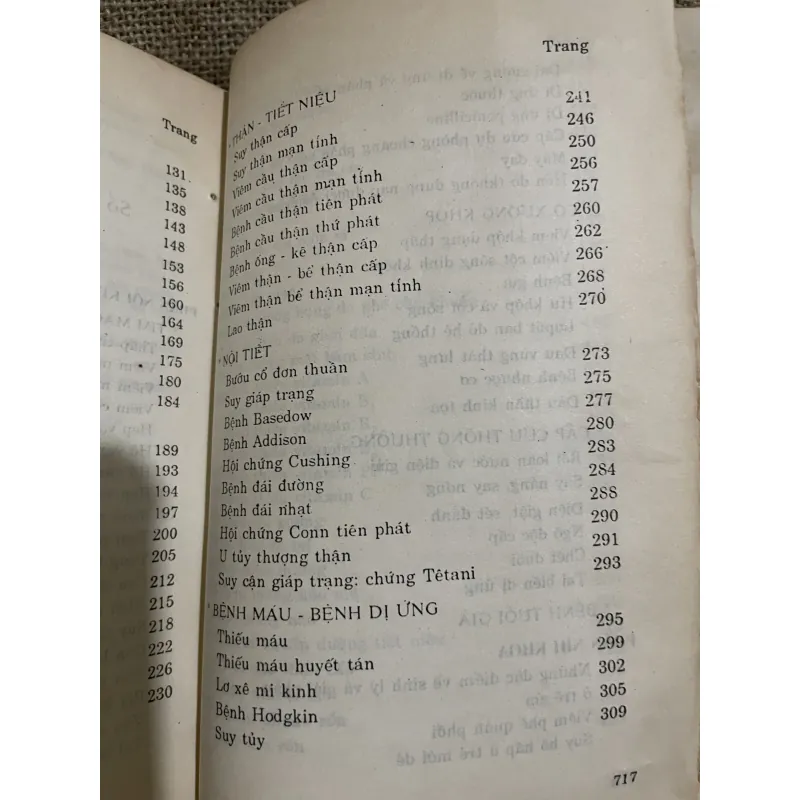 Trang
131
135
138
143
148
153
156
160
164
169
175
180
184
189
193
194
197
200
205
212
215
218
222
226
230
Trang
THẬN - TIẾT NIỆU
Suy thận cấp 241
Suy thận mạn tính 246
Viêm cầu thận cấp 250
Viêm cầu thận mạn tính 256
Bệnh cầu thận tiên phát 257
Bệnh cầu thận thứ phát 260
Bệnh ống - kẽ thận cấp 262
Viêm thận - bể thận cấp 266
Viêm thận bể thận mạn tính 268
Lao thận 270
NỘI TIẾT
Bướu cổ đơn thuần 273
Suy giáp trạng 275
Bệnh Basedow 277
Bệnh Addison 280
Hội chứng Cushing 283
Bệnh đái đường 284
Bệnh đái nhạt 288
Hội chứng Conn tiên phát 290
U tủy thượng thận 291
Suy cận giáp trạng: chứng Têtani 293
BỆNH MÁU - BỆNH DỊ ỨNG
Thiếu máu 295
Thiếu máu huyết tán 299
Lơ xê mi kinh 302
Bệnh Hodgkin 305
Suy tủy 309
717